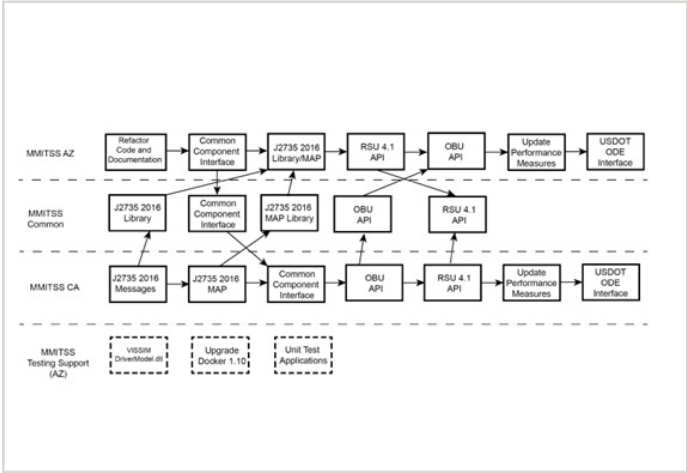 MMITSS AZ
Refactor
Code and
Documentation
Common
Component
Interface
J2735 2016
Library/MAP
RSU 4.1
API
OBU
API
Update
Performance
Measures
USDOT
ODE
Interface
MMITSS
Common
J2735 2016
Library
Common
Component
Interface
J2735 2016
MAP Library
OBU
API
RSU 4.1
API
MMITSS CA
J2735 2016
Messages
J2735 2016
MAP
Common
Component
Interface
OBU
API
RSU 4.1
API
Update
Performance
Measures
USDOT
ODE
Interface
MMITSS
Testing Support
(AZ)
VISSIM
DriverModel.dll
Upgrade
Docker 1.10
Unit Test
Applications